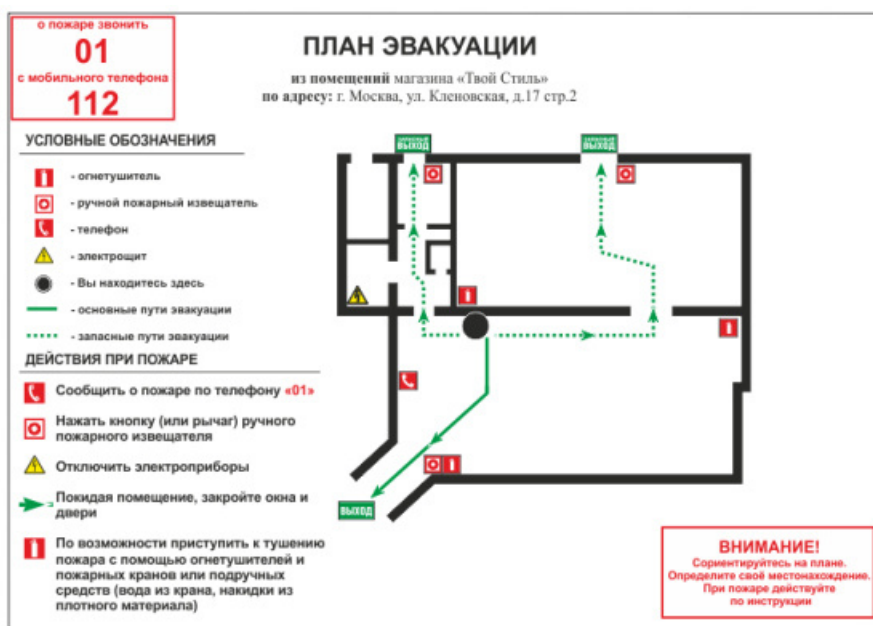 о пожаре звонить
01
с мобильного телефона
112
ПЛАН ЭВАКУАЦИИ
из помещений магазина «Твой Стиль»
по адресу: г. Москва, ул. Кленовская, д.17 стр.2
УСЛОВНЫЕ ОБОЗНАЧЕНИЯ
- огнетушитель
- ручной пожарный извещатель
- телефон
- электрощит
- Вы находитесь здесь
- основные пути эвакуации
- запасные пути эвакуации
ДЕЙСТВИЯ ПРИ ПОЖАРЕ
Сообщить о пожаре по телефону «01»
Нажать кнопку (или рычаг) ручного
пожарного извещателя
Отключить электроприборы
Покидая помещение, закройте окна и
двери
По возможности приступить к тушению
пожара с помощью огнетушителей и
пожарных кранов или подручных
средств (вода из крана, накидки из
плотного материала)
ЗАПАСНЫЙ
ВЫХОД
ЗАПАСНЫЙ
ВЫХОД
ВЫХОД
ВНИМАНИЕ!
Сориентируйтесь на плане.
Определите своё местонахождение.
При пожаре действуйте
по инструкции